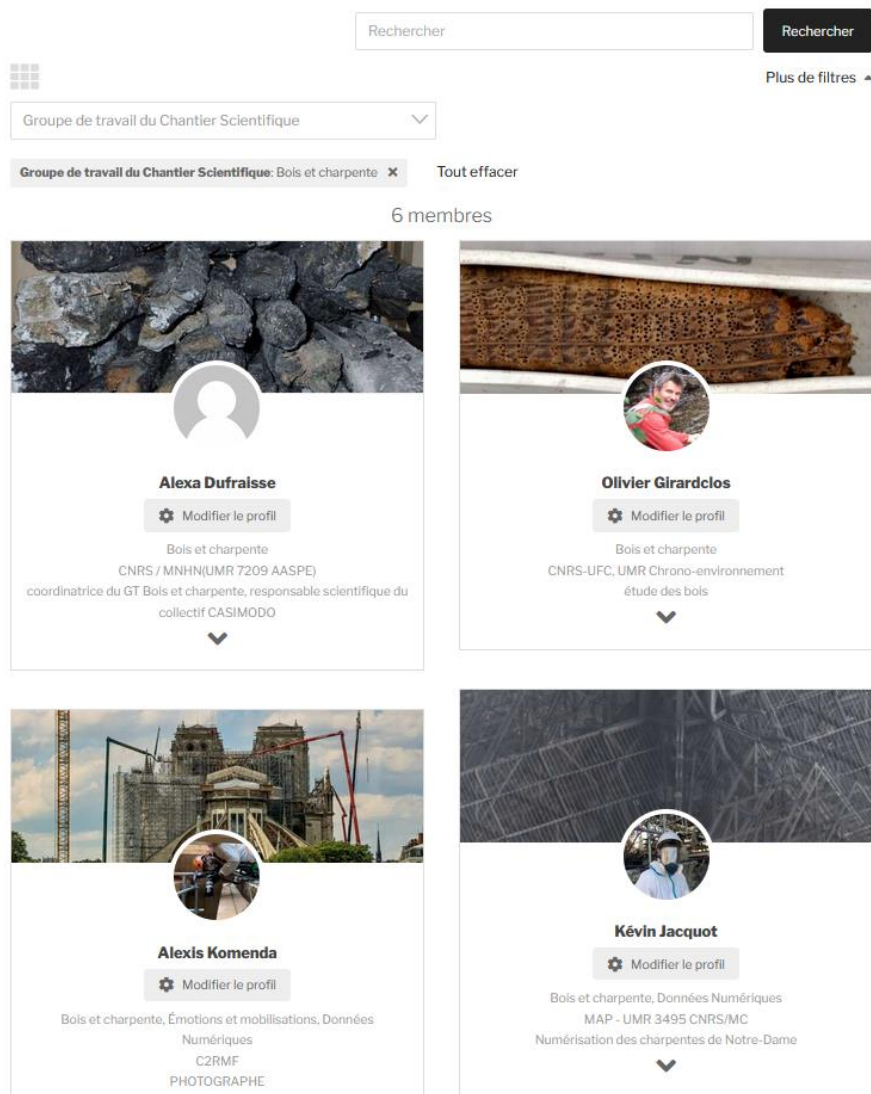 Rechercher
Rechercher
Plus de filtres
Groupe de travail du Chantier Scientifique
Groupe de travail du Chantier Scientifique: Bois et charpente ×
Tout effacer
6 membres
Alexa Dufraisse
Modifier le profil
Bois et charpente
CNRS / MNHN(UMR 7209 AASPE)
coordinatrice du GT Bois et charpente, responsable scientifique du
collectif CASIMODO
Olivier Girardclos
Modifier le profil
Bois et charpente
CNRS-UFC, UMR Chrono-environnement
étude des bois
Alexis Komenda
Modifier le profil
Bois et charpente, Émotions et mobilisations, Données
Numériques
C2RMF
PHOTOGRAPHE
Kévin Jacquot
Modifier le profil
Bois et charpente, Données Numériques
MAP - UMR 3495 CNRS/MC
Numérisation des charpentes de Notre-Dame